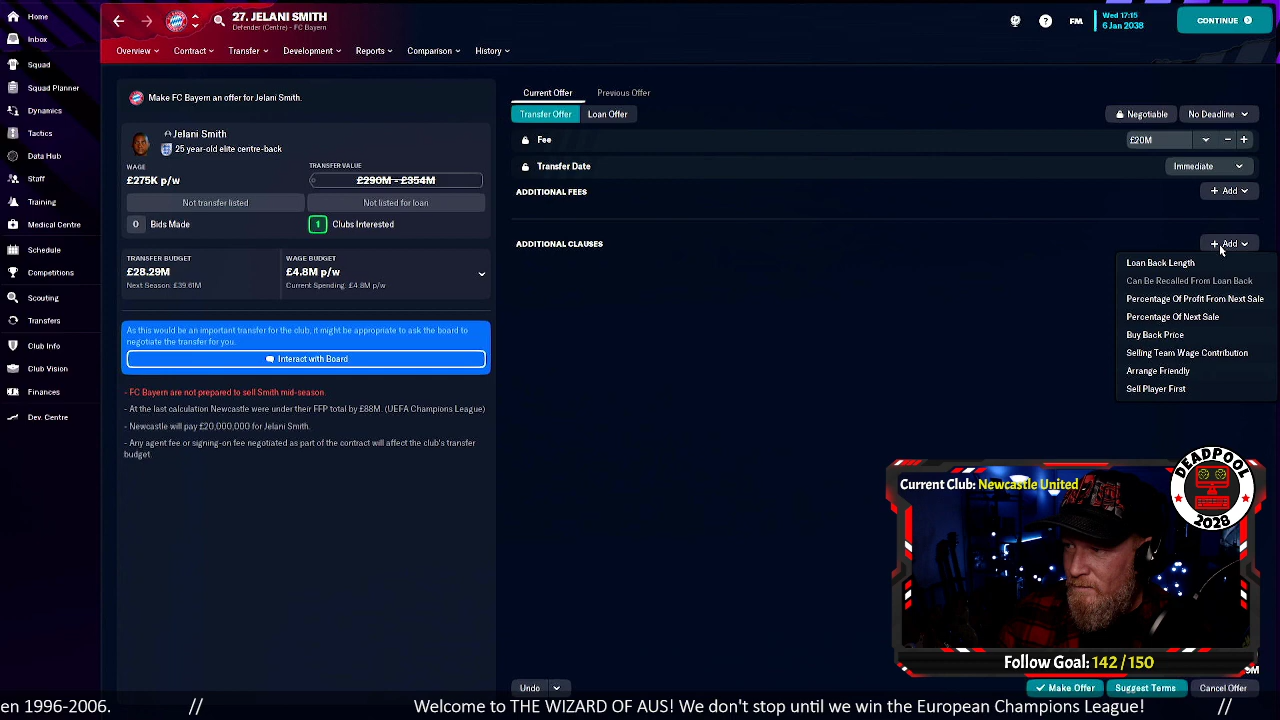 Home
Inbox
Squad
Squad Planner
Dynamics
Tactics
Data Hub
Staff
Training
Medical Centre
Schedule
Competitions
Scouting
Transfers
Club Info
Club Vision
Finances
Dev. Centre
27. JELANI SMITH
Defender (Centre) - FC Bayern
FM
Wed 17:15
6 Jan 2038
CONTINUE
Overview
Contract
Transfer
Development
Reports
Comparison
History
Make FC Bayern an offer for Jelani Smith.
Jelani Smith
25 year-old elite centre-back
WAGE
£275K p/w
TRANSFER VALUE
£290M - £354M
Not transfer listed
Not listed for loan
0 Bids Made
1 Clubs Interested
TRANSFER BUDGET
£28.29M
Next Season: £39.61M
WAGE BUDGET
£4.8M p/w
Current Spending: £4.8M p/w
As this would be an important transfer for the club, it might be appropriate to ask the board to
negotiate the transfer for you.
Interact with Board
- FC Bayern are not prepared to sell Smith mid-season.
- At the last calculation Newcastle were under their FFP total by £88M. (UEFA Champions League)
- Newcastle will pay £20,000,000 for Jelani Smith.
- Any agent fee or signing-on fee negotiated as part of the contract will affect the club's transfer
budget.
Current Offer
Previous Offer
Transfer Offer
Loan Offer
Negotiable
No Deadline
Fee
£20M
Transfer Date
Immediate
ADDITIONAL FEES
+ Add
ADDITIONAL CLAUSES
+ Add
Loan Back Length
Can Be Recalled From Loan Back
Percentage Of Profit From Next Sale
Percentage Of Next Sale
Buy Back Price
Selling Team Wage Contribution
Arrange Friendly
Sell Player First
Current Club: Newcastle United
DEADPOOL
2028
Follow Goal: 142 / 150
Undo
Make Offer
Suggest Terms
Cancel Offer
en 1996-2006. // Welcome to THE WIZARD OF AUS! We don't stop until we win the European Champions League! //